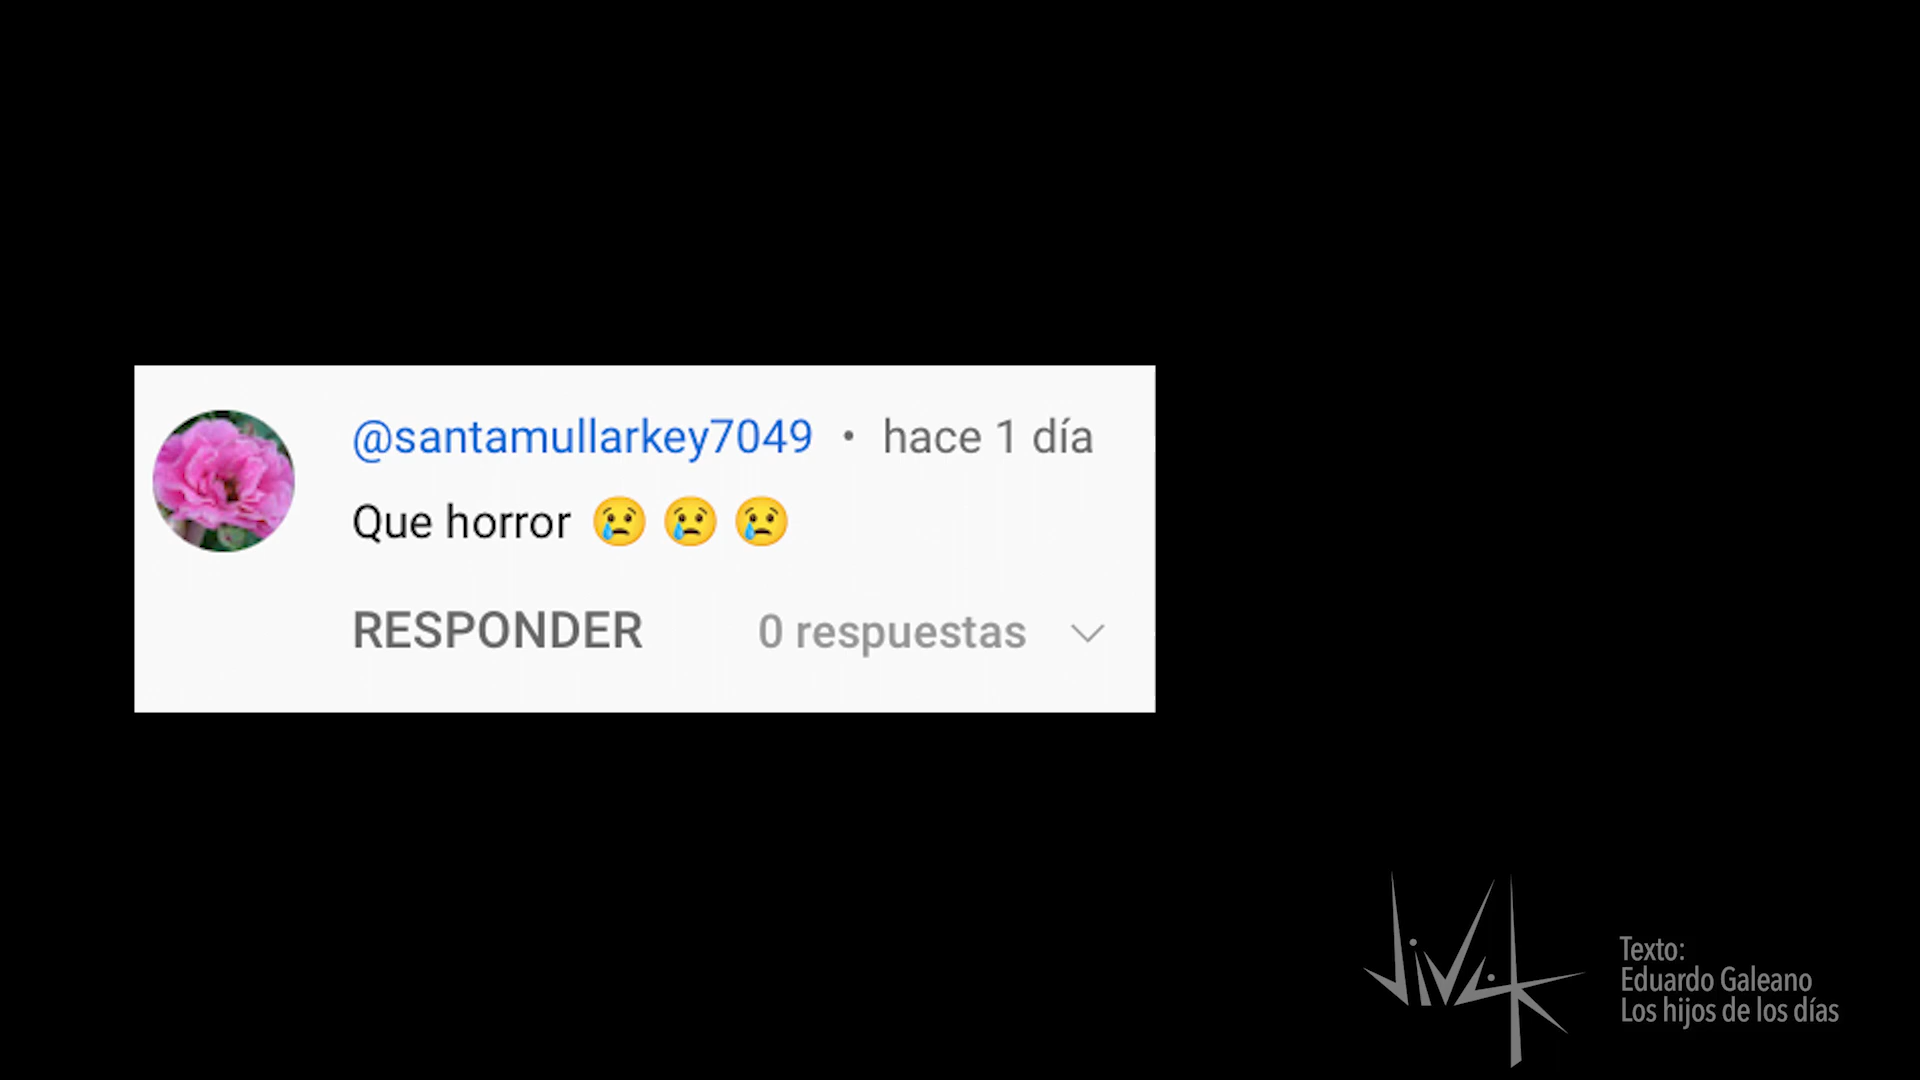 @santamullarkey7049 • hace 1 día
Que horror 😢 😢 😢
RESPONDER 0 respuestas
Texto:
Eduardo Galeano
Los hijos de los días